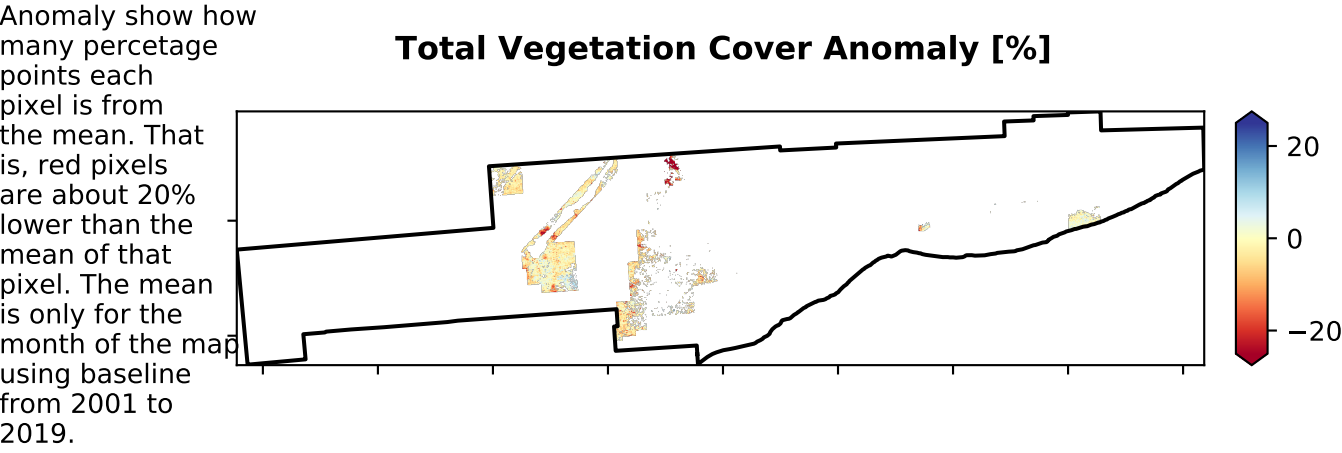 Anomaly show how
many percetage
points each
pixel is from
the mean. That
is, red pixels
are about 20%
lower than the
mean of that
pixel. The mean
is only for the
month of the map
using baseline
from 2001 to
2019.
Total Vegetation Cover Anomaly [%]
20
0
−20